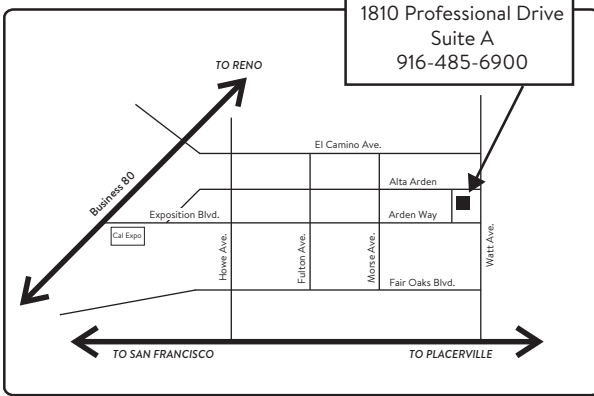 1810 Professional Drive
Suite A
916-485-6900
TO RENO
El Camino Ave.
Business 80
Alta Arden
Exposition Blvd.
Arden Way
Cal Expo
Howe Ave.
Fulton Ave.
Morse Ave.
Watt Ave.
Fair Oaks Blvd.
TO SAN FRANCISCO
TO PLACERVILLE